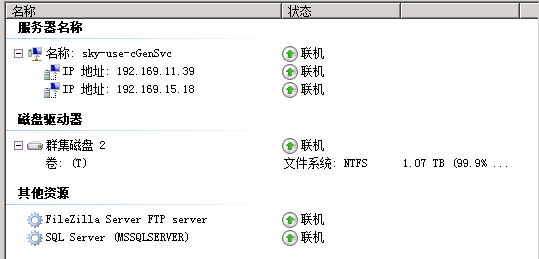 名称 状态
服务器名称
名称: sky-use-cGenSvc 联机
IP 地址: 192.169.11.39 联机
IP 地址: 192.169.15.18 联机
磁盘驱动器
群集磁盘 2 联机
卷: (T) 文件系统: NTFS 1.07 TB (99.9% ...
其他资源
FileZilla Server FTP server 联机
SQL Server (MSSQLSERVER) 联机